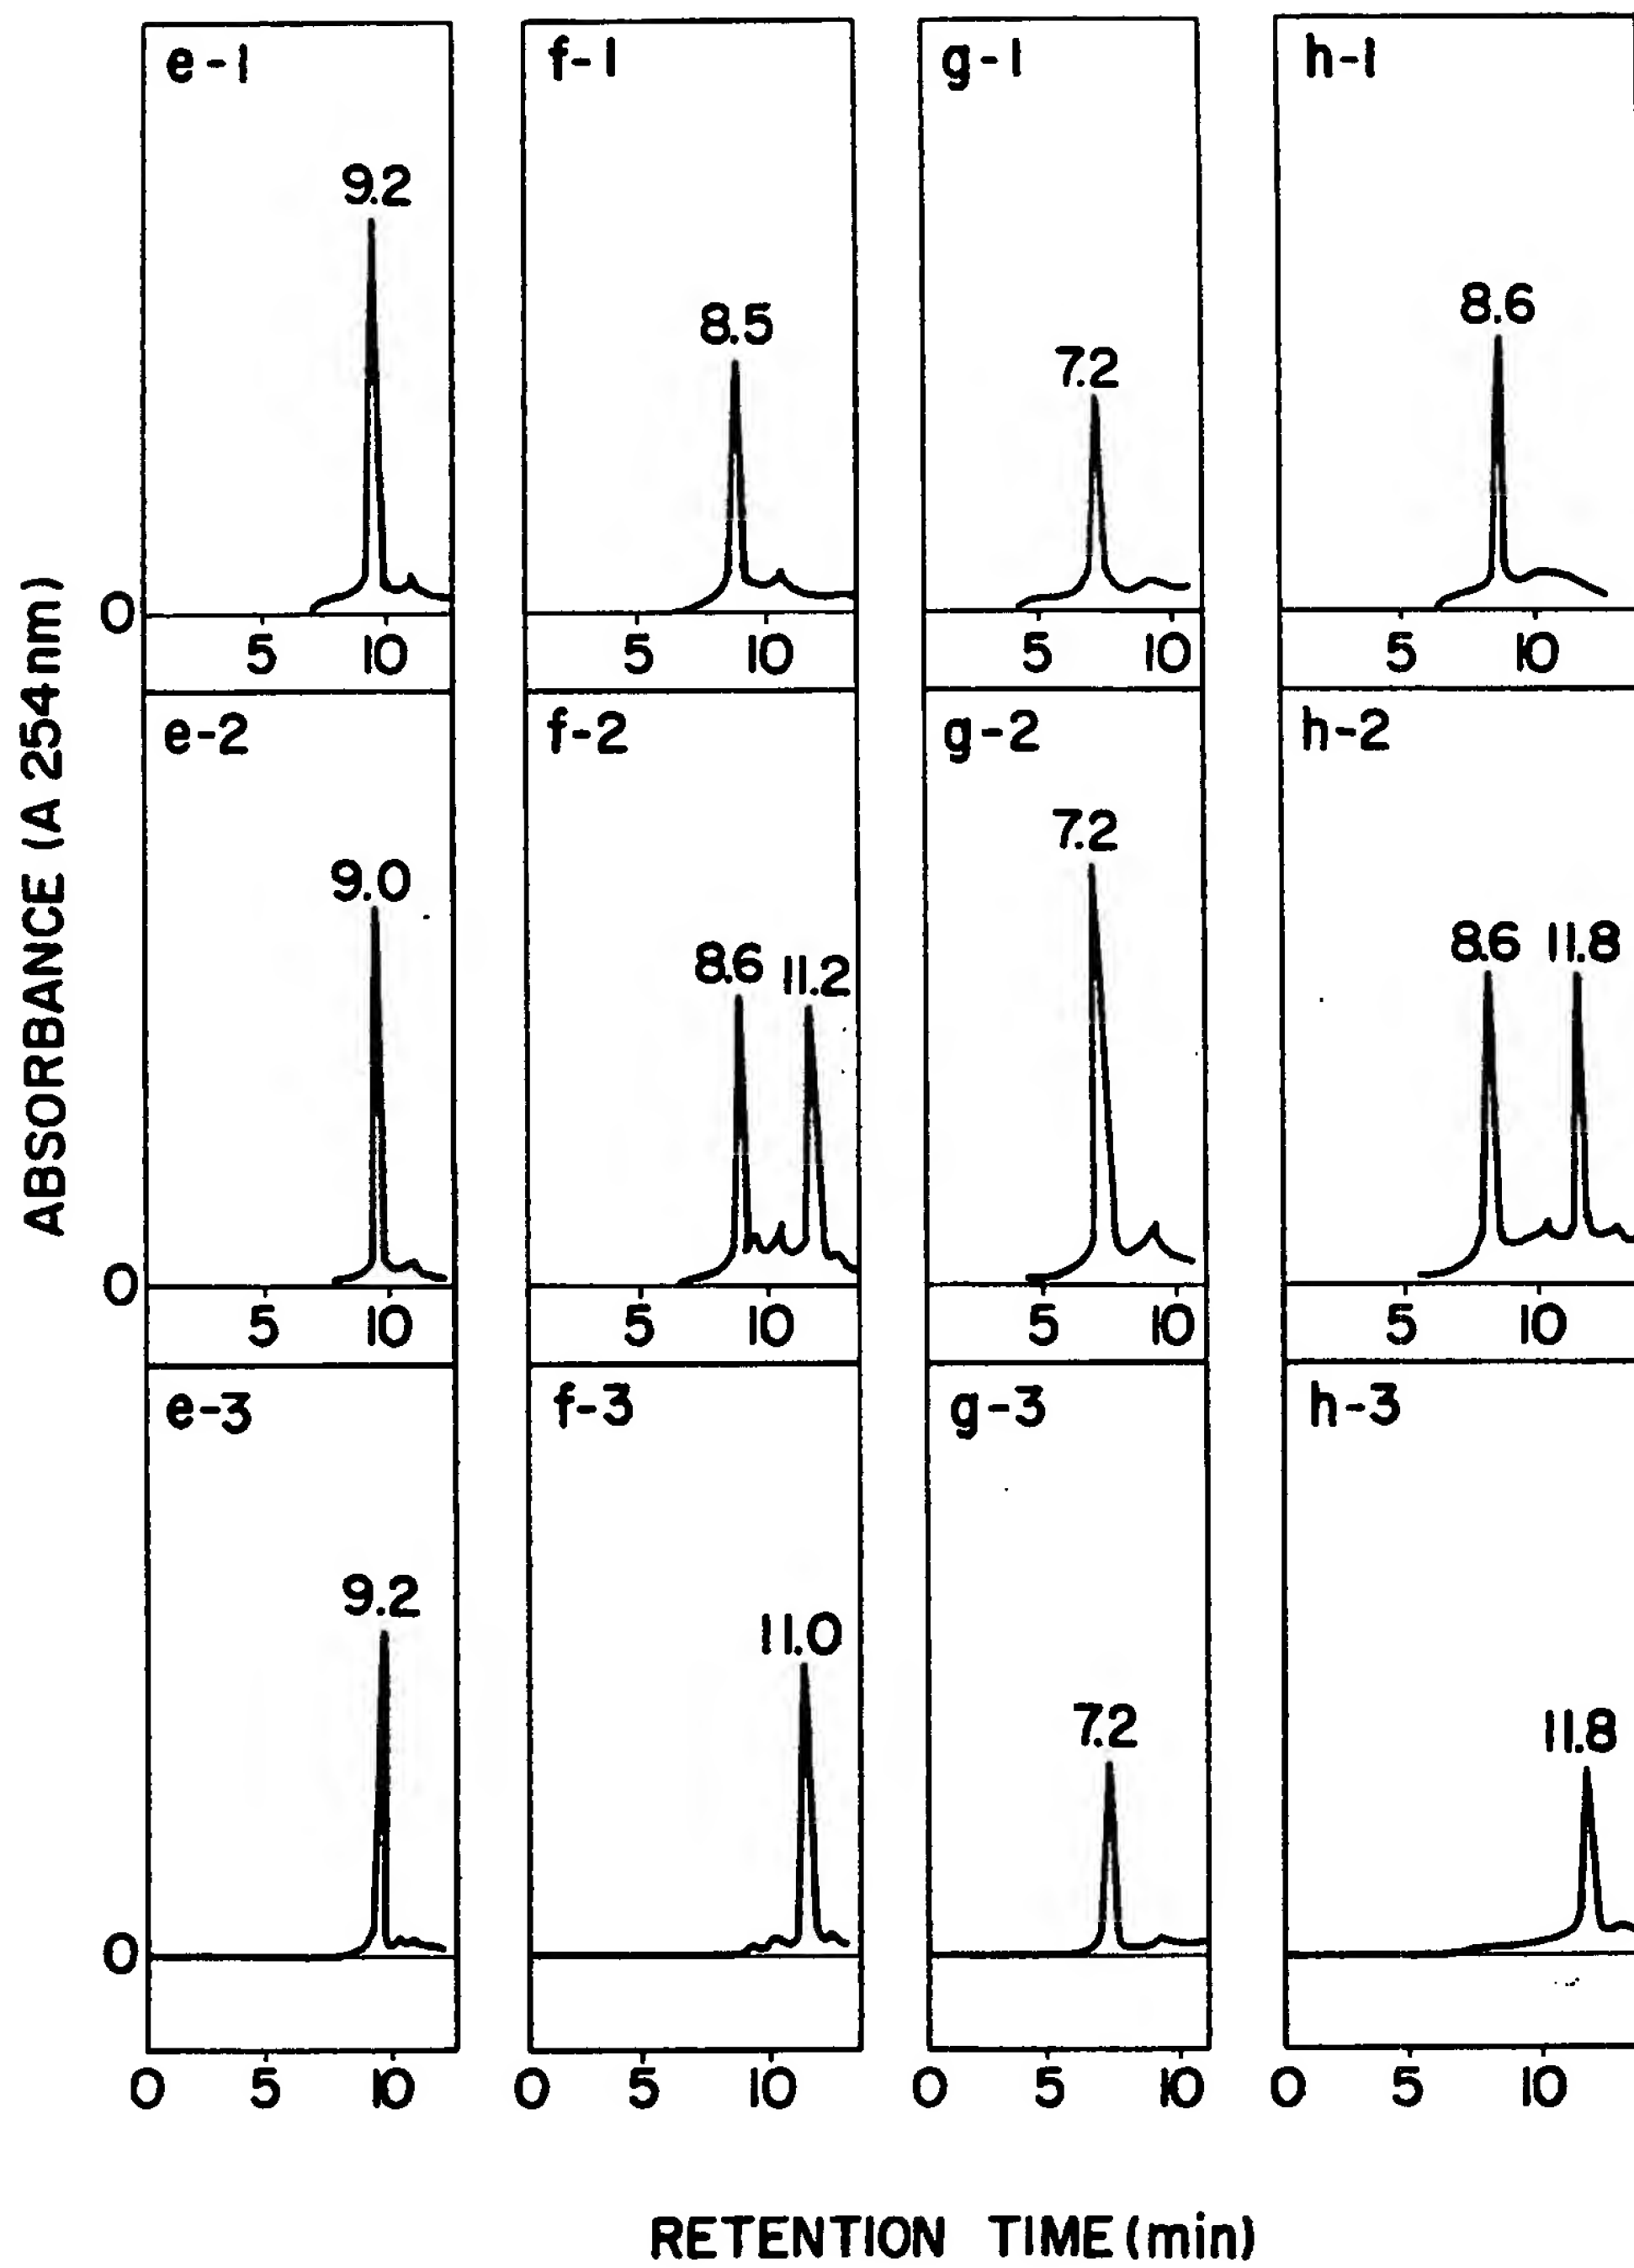 e-1 f-1 g-1 h-1
9.2 8.5 7.2 8.6
0
5 10 5 10 5 10 5 10
e-2 f-2 g-2 h-2
9.0 8.6 11.2 7.2 8.6 11.8
0
5 10 5 10 5 10 5 10
e-3 f-3 g-3 h-3
9.2 11.0 7.2 11.8
0
0 5 10 0 5 10 0 5 10 0 5 10
ABSORBANCE (A 254nm)
RETENTION TIME (min)